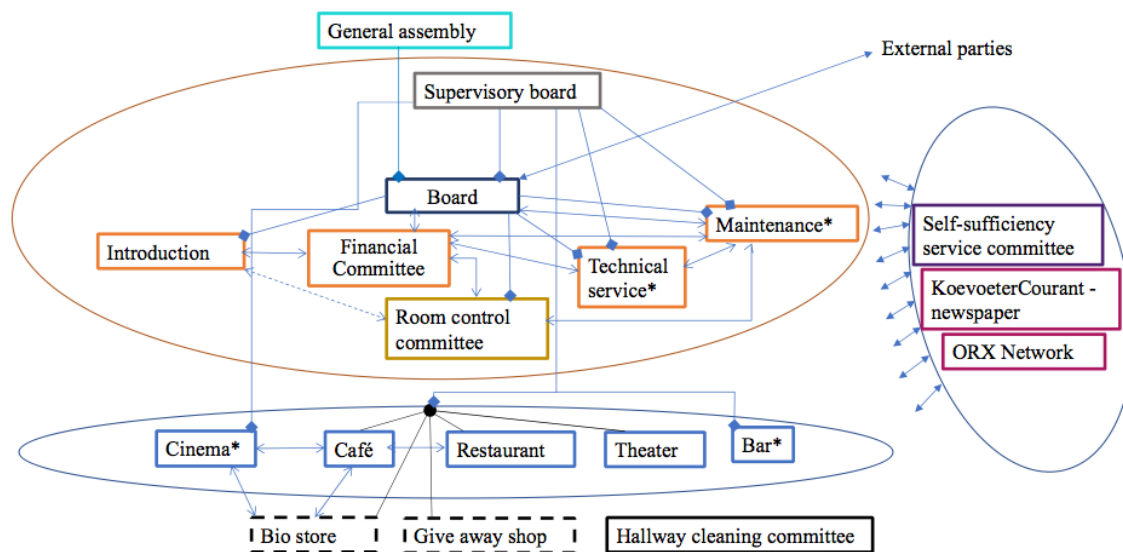 General assembly
External parties
Supervisory board
Board
Maintenance*
Introduction
Financial
Committee
Technical
service*
Room control
committee
Self-sufficiency
service committee
KoevoeterCourant -
newspaper
ORX Network
Cinema*
Café
Restaurant
Theater
Bar*
Bio store
Give away shop
Hallway cleaning committee